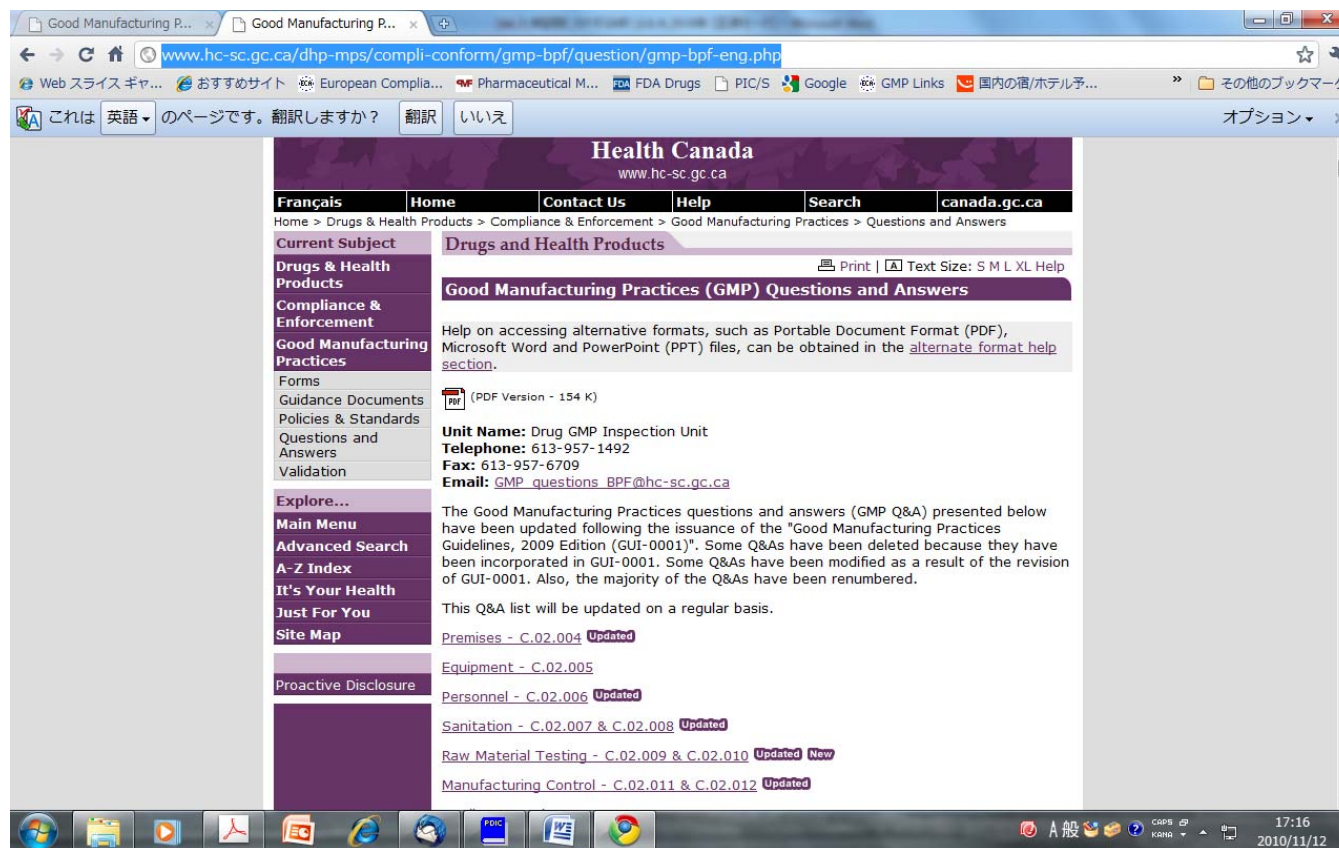 Good Manufacturing P...
Good Manufacturing P...
www.hc-sc.gc.ca/dhp-mps/compli-conform/gmp-bpf/question/gmp-bpf-eng.php
Web スライス ギャ... おすすめサイト European Complia... Pharmaceutical M... FDA Drugs PIC/S Google GMP Links 国内の宿/ホテル予... » その他のブックマーク
これは 英語 のページです。翻訳しますか? 翻訳 いいえ オプション
Health Canada
www.hc-sc.gc.ca
Français Home Contact Us Help Search canada.gc.ca
Home > Drugs & Health Products > Compliance & Enforcement > Good Manufacturing Practices > Questions and Answers
Current Subject
Drugs & Health
Products
Compliance &
Enforcement
Good Manufacturing
Practices
Forms
Guidance Documents
Policies & Standards
Questions and
Answers
Validation
Explore...
Main Menu
Advanced Search
A-Z Index
It's Your Health
Just For You
Site Map
Proactive Disclosure
Drugs and Health Products
Print | A Text Size: S M L XL Help
Good Manufacturing Practices (GMP) Questions and Answers
Help on accessing alternative formats, such as Portable Document Format (PDF),
Microsoft Word and PowerPoint (PPT) files, can be obtained in the alternate format help
section.
PDF (PDF Version - 154 K)
Unit Name: Drug GMP Inspection Unit
Telephone: 613-957-1492
Fax: 613-957-6709
Email: GMP_questions_BPF@hc-sc.gc.ca
The Good Manufacturing Practices questions and answers (GMP Q&A) presented below
have been updated following the issuance of the "Good Manufacturing Practices
Guidelines, 2009 Edition (GUI-0001)". Some Q&As have been deleted because they have
been incorporated in GUI-0001. Some Q&As have been modified as a result of the revision
of GUI-0001. Also, the majority of the Q&As have been renumbered.
This Q&A list will be updated on a regular basis.
Premises - C.02.004 Updated
Equipment - C.02.005
Personnel - C.02.006 Updated
Sanitation - C.02.007 & C.02.008 Updated
Raw Material Testing - C.02.009 & C.02.010 Updated New
Manufacturing Control - C.02.011 & C.02.012 Updated
PDIC
A 般 CAPS KANA
17:16
2010/11/12